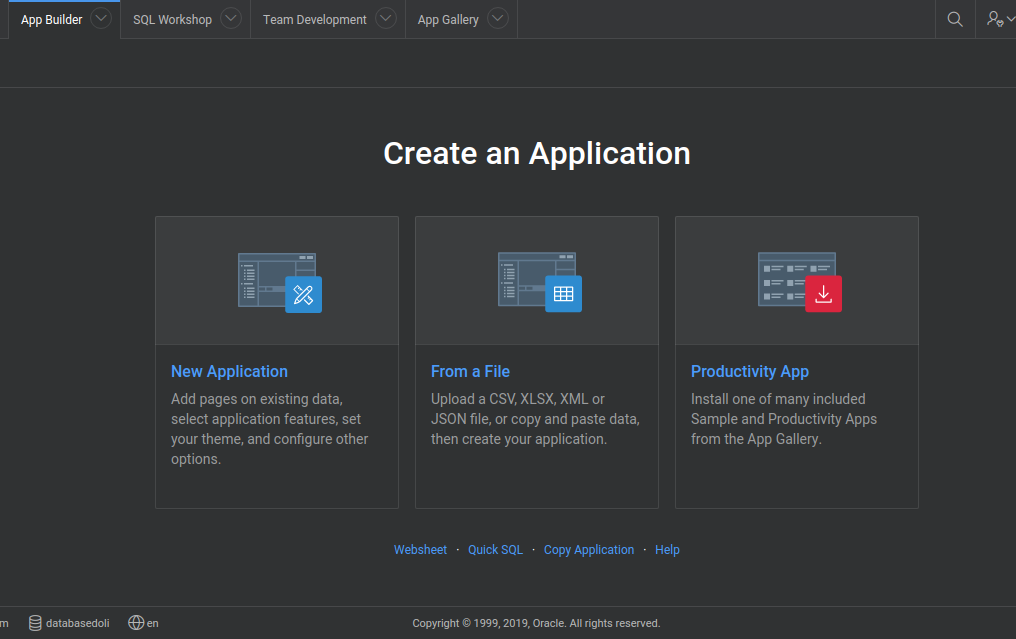 App Builder SQL Workshop Team Development App Gallery
Create an Application
New Application
Add pages on existing data,
select application features, set
your theme, and configure other
options.
From a File
Upload a CSV, XLSX, XML or
JSON file, or copy and paste data,
then create your application.
Productivity App
Install one of many included
Sample and Productivity Apps
from the App Gallery.
Websheet · Quick SQL · Copy Application · Help
m databasedoli en Copyright © 1999, 2019, Oracle. All rights reserved.